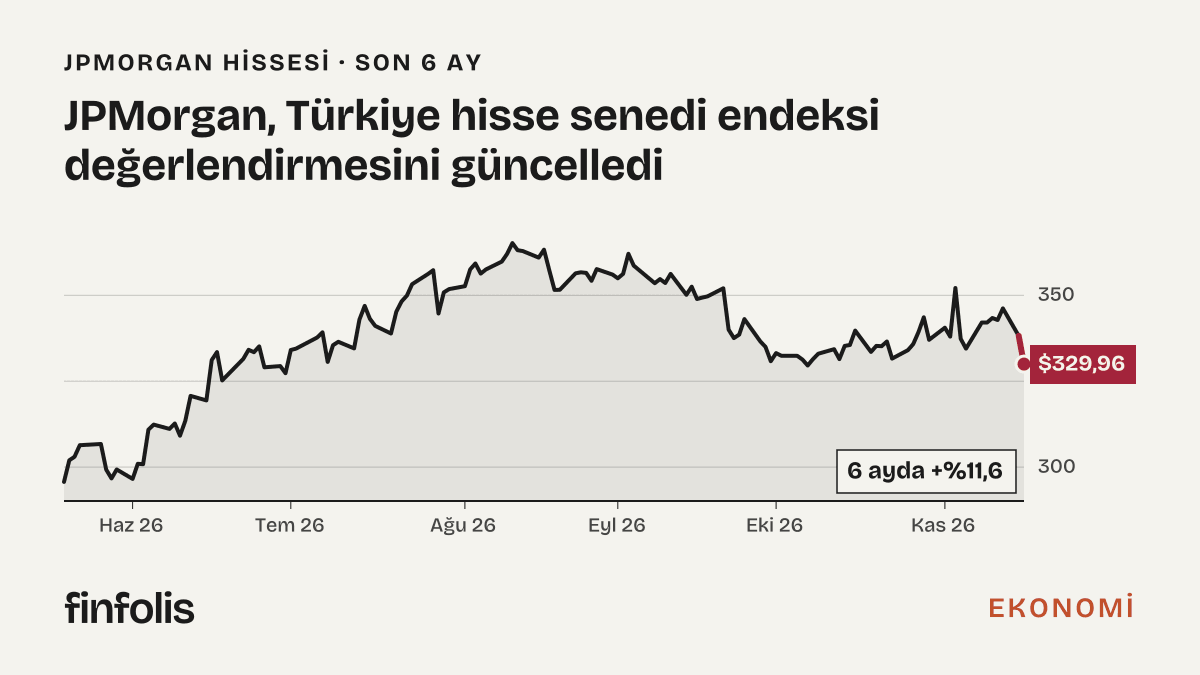 JPMORGAN HİSSESİ · SON 6 AY
JPMorgan, Türkiye hisse senedi endeksi
değerlendirmesini güncelledi
350
$329,96
300
6 ayda +%11,6
Haz 26
Tem 26
Ağu 26
Eyl 26
Eki 26
Kas 26
finfolis
EKONOMİ